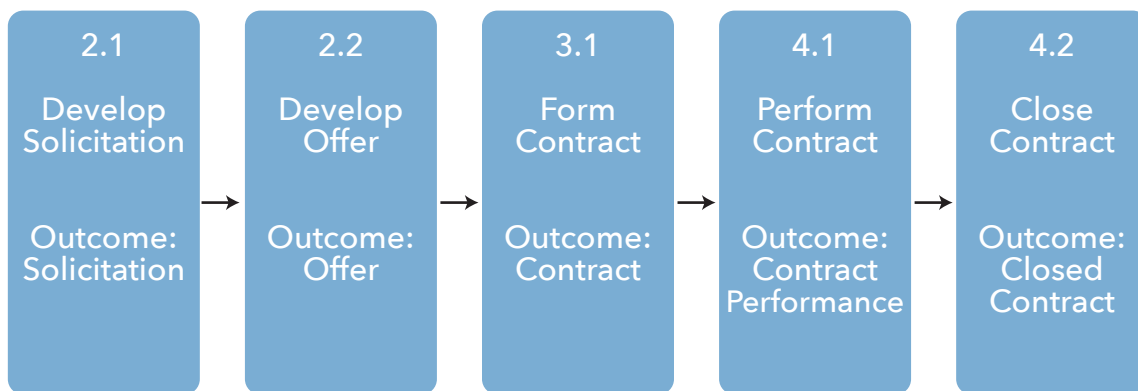 2.1
Develop
Solicitation
Outcome:
Solicitation
2.2
Develop
Offer
Outcome:
Offer
3.1
Form
Contract
Outcome:
Contract
4.1
Perform
Contract
Outcome:
Contract
Performance
4.2
Close
Contract
Outcome:
Closed
Contract